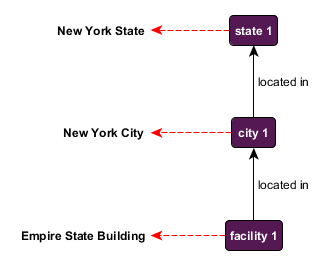 New York State
state 1
located in
New York City
city 1
located in
Empire State Building
facility 1